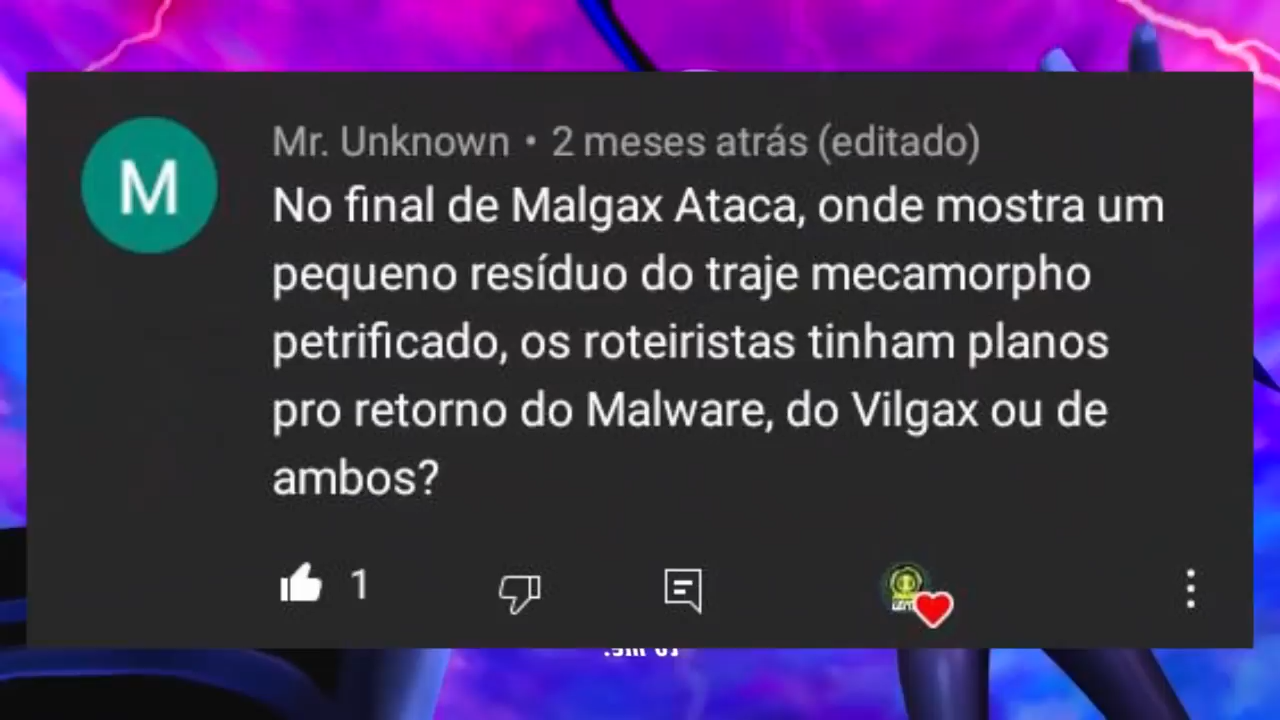 M
Mr. Unknown • 2 meses atrás (editado)
No final de Malgax Ataca, onde mostra um
pequeno resíduo do traje mecamorpho
petrificado, os roteiristas tinham planos
pro retorno do Malware, do Vilgax ou de
ambos?
1